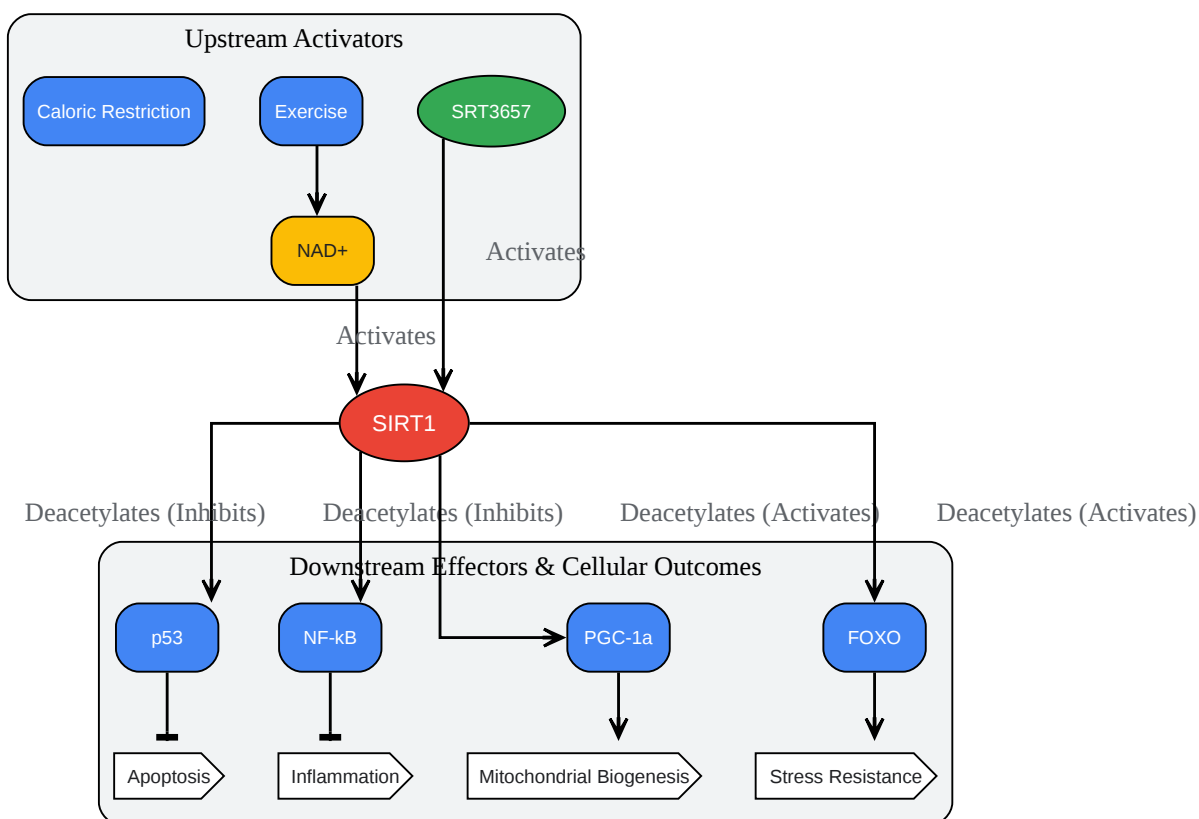 Upstream Activators
Caloric Restriction
Exercise
SRT3657
NAD+
Activates
Activates
SIRT1
Deacetylates (Inhibits)
Deacetylates (Inhibits)
Deacetylates (Activates)
Deacetylates (Activates)
Downstream Effectors & Cellular Outcomes
p53
NF-kB
PGC-1a
FOXO
Apoptosis
Inflammation
Mitochondrial Biogenesis
Stress Resistance